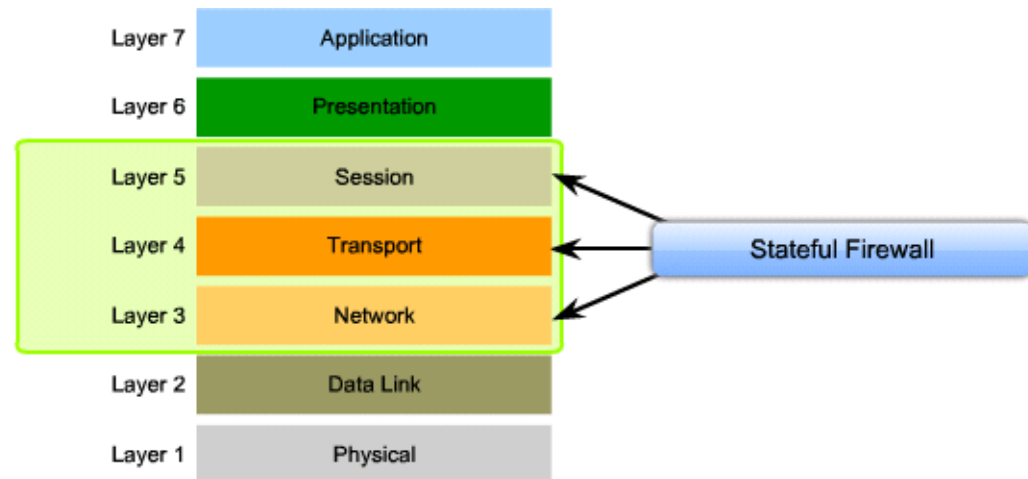 Layer 7 Application
Layer 6 Presentation
Layer 5 Session
Layer 4 Transport Stateful Firewall
Layer 3 Network
Layer 2 Data Link
Layer 1 Physical